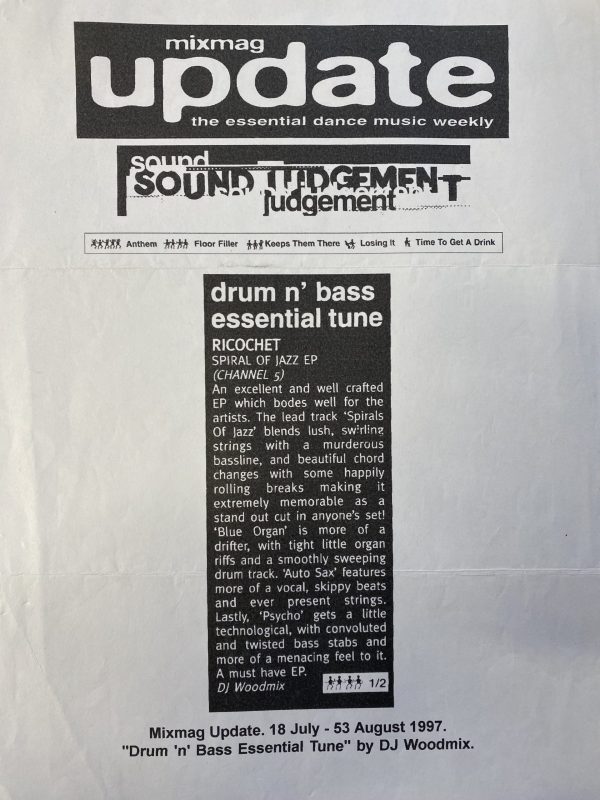 mixmag
update
the essential dance music weekly
sound
SOUND JUDGEMENT
sound judgement
judgement
Anthem Floor Filler Keeps Them There Losing It Time To Get A Drink
drum n' bass
essential tune
RICOCHET
SPIRAL OF JAZZ EP
(CHANNEL 5)
An excellent and well crafted
EP which bodes well for the
artists. The lead track 'Spirals
Of Jazz' blends lush, swirling
strings with a murderous
bassline, and beautiful chord
changes with some happily
rolling breaks making it
extremely memorable as a
stand out cut in anyone's set!
'Blue Organ' is more of a
drifter, with tight little organ
riffs and a smoothly sweeping
drum track. 'Auto Sax' features
more of a vocal, skippy beats
and ever present strings.
Lastly, 'Psycho' gets a little
technological, with convoluted
and twisted bass stabs and
more of a menacing feel to it.
A must have EP.
DJ Woodmix 1/2
Mixmag Update. 18 July - 53 August 1997.
"Drum 'n' Bass Essential Tune" by DJ Woodmix.